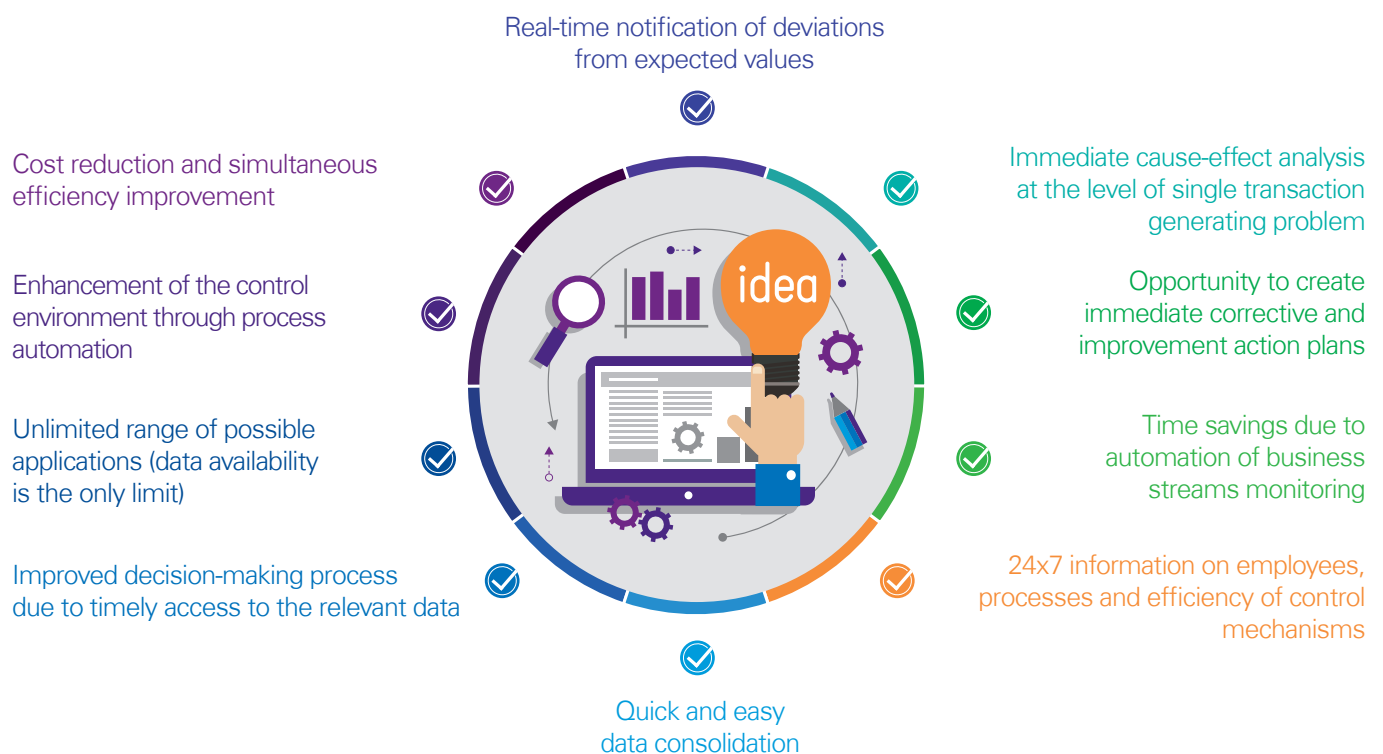 Real-time notification of deviations
from expected values
Cost reduction and simultaneous
efficiency improvement
Immediate cause-effect analysis
at the level of single transaction
generating problem
Enhancement of the control
environment through process
automation
Opportunity to create
immediate corrective and
improvement action plans
idea
Unlimited range of possible
applications (data availability
is the only limit)
Time savings due to
automation of business
streams monitoring
Improved decision-making process
due to timely access to the relevant data
24x7 information on employees,
processes and efficiency of control
mechanisms
Quick and easy
data consolidation